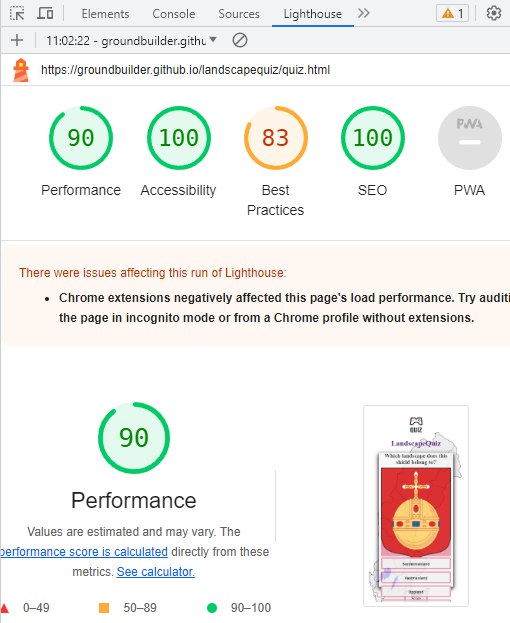 Elements Console Sources Lighthouse 1
11:02:22 - groundbuilder.githu
https://groundbuilder.github.io/landscapequiz/quiz.html
90 100 83 100 PWA
Performance Accessibility Best Practices SEO PWA
There were issues affecting this run of Lighthouse:
Chrome extensions negatively affected this page's load performance. Try auditi
the page in incognito mode or from a Chrome profile without extensions.
90
Performance
Values are estimated and may vary. The
performance score is calculated directly from these
metrics. See calculator.
0–49 50–89 90–100
QUIZ
LandscapeQuiz
Which landscape does this
shield belong to?
Uppland